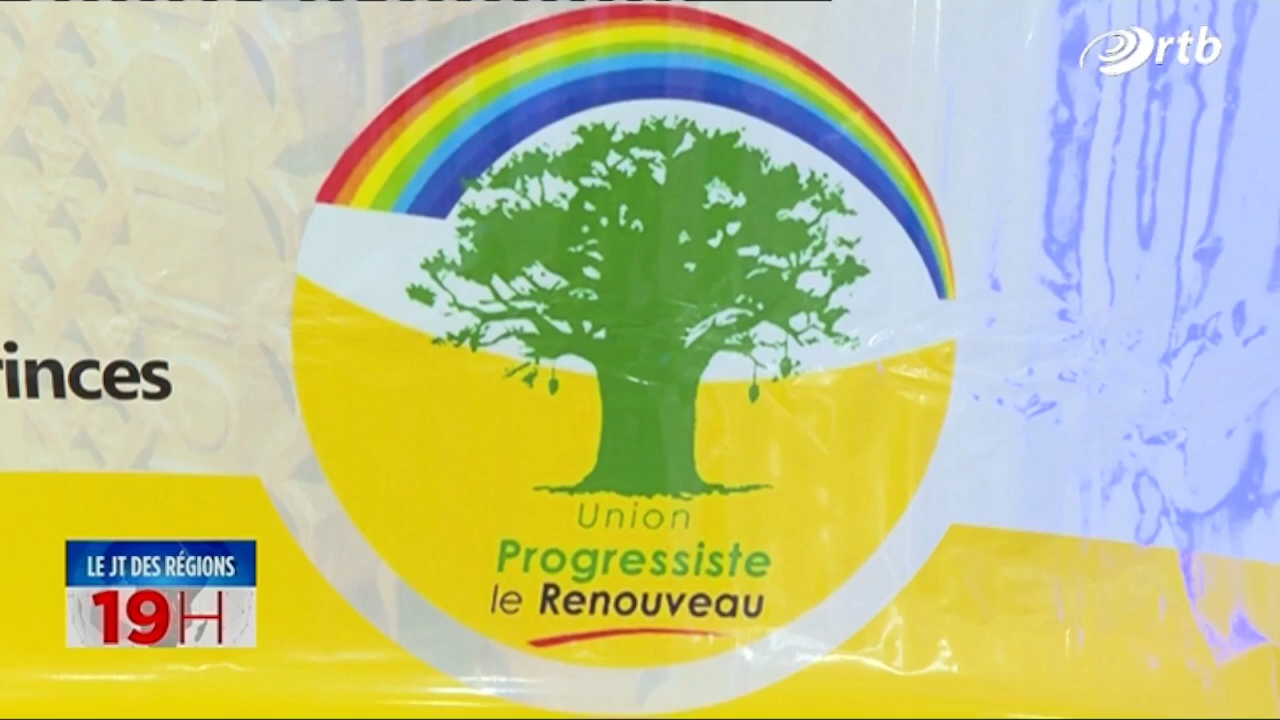 rtb
rinces
Union
Progressiste
le Renouveau
LE JT DES RÉGIONS
19H